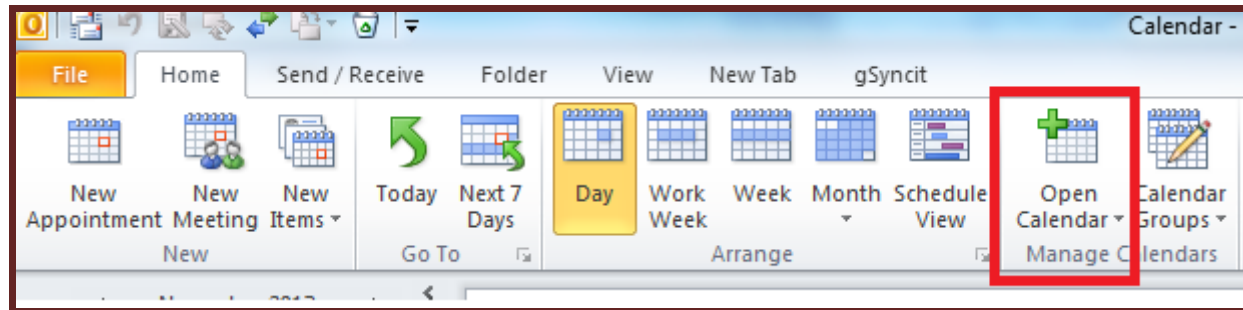 Calendar -
File Home Send / Receive Folder View New Tab gSyncit
New Appointment New Meeting New Items Today Next 7 Days Day Work Week Week Month Schedule View Open Calendar Calendar Groups
New Go To Arrange Manage Calendars